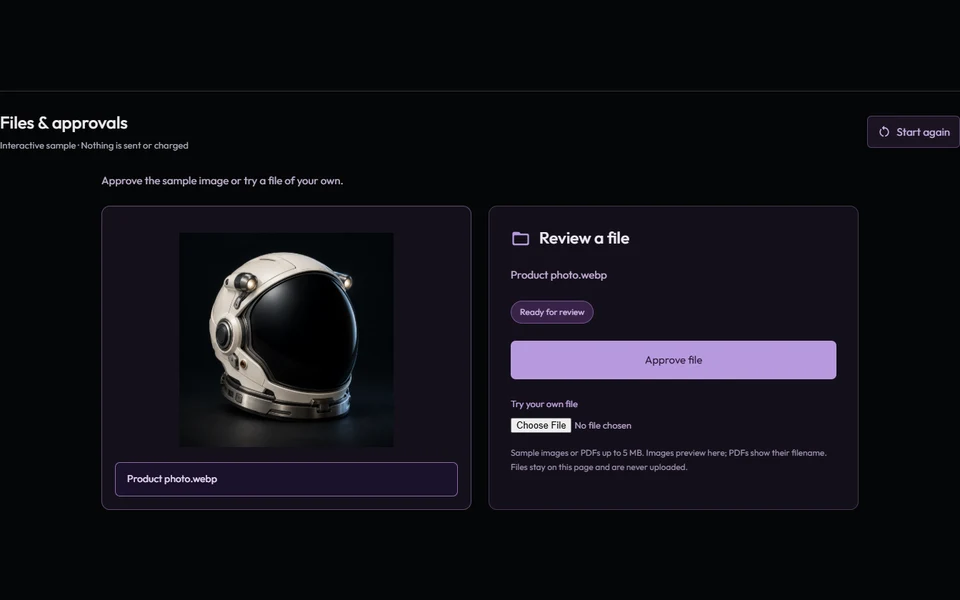 Files & approvals
Interactive sample · Nothing is sent or charged
Start again
Approve the sample image or try a file of your own.
Product photo.webp
Review a file
Product photo.webp
Ready for review
Approve file
Try your own file
Choose File No file chosen
Sample images or PDFs up to 5 MB. Images preview here; PDFs show their filename.
Files stay on this page and are never uploaded.